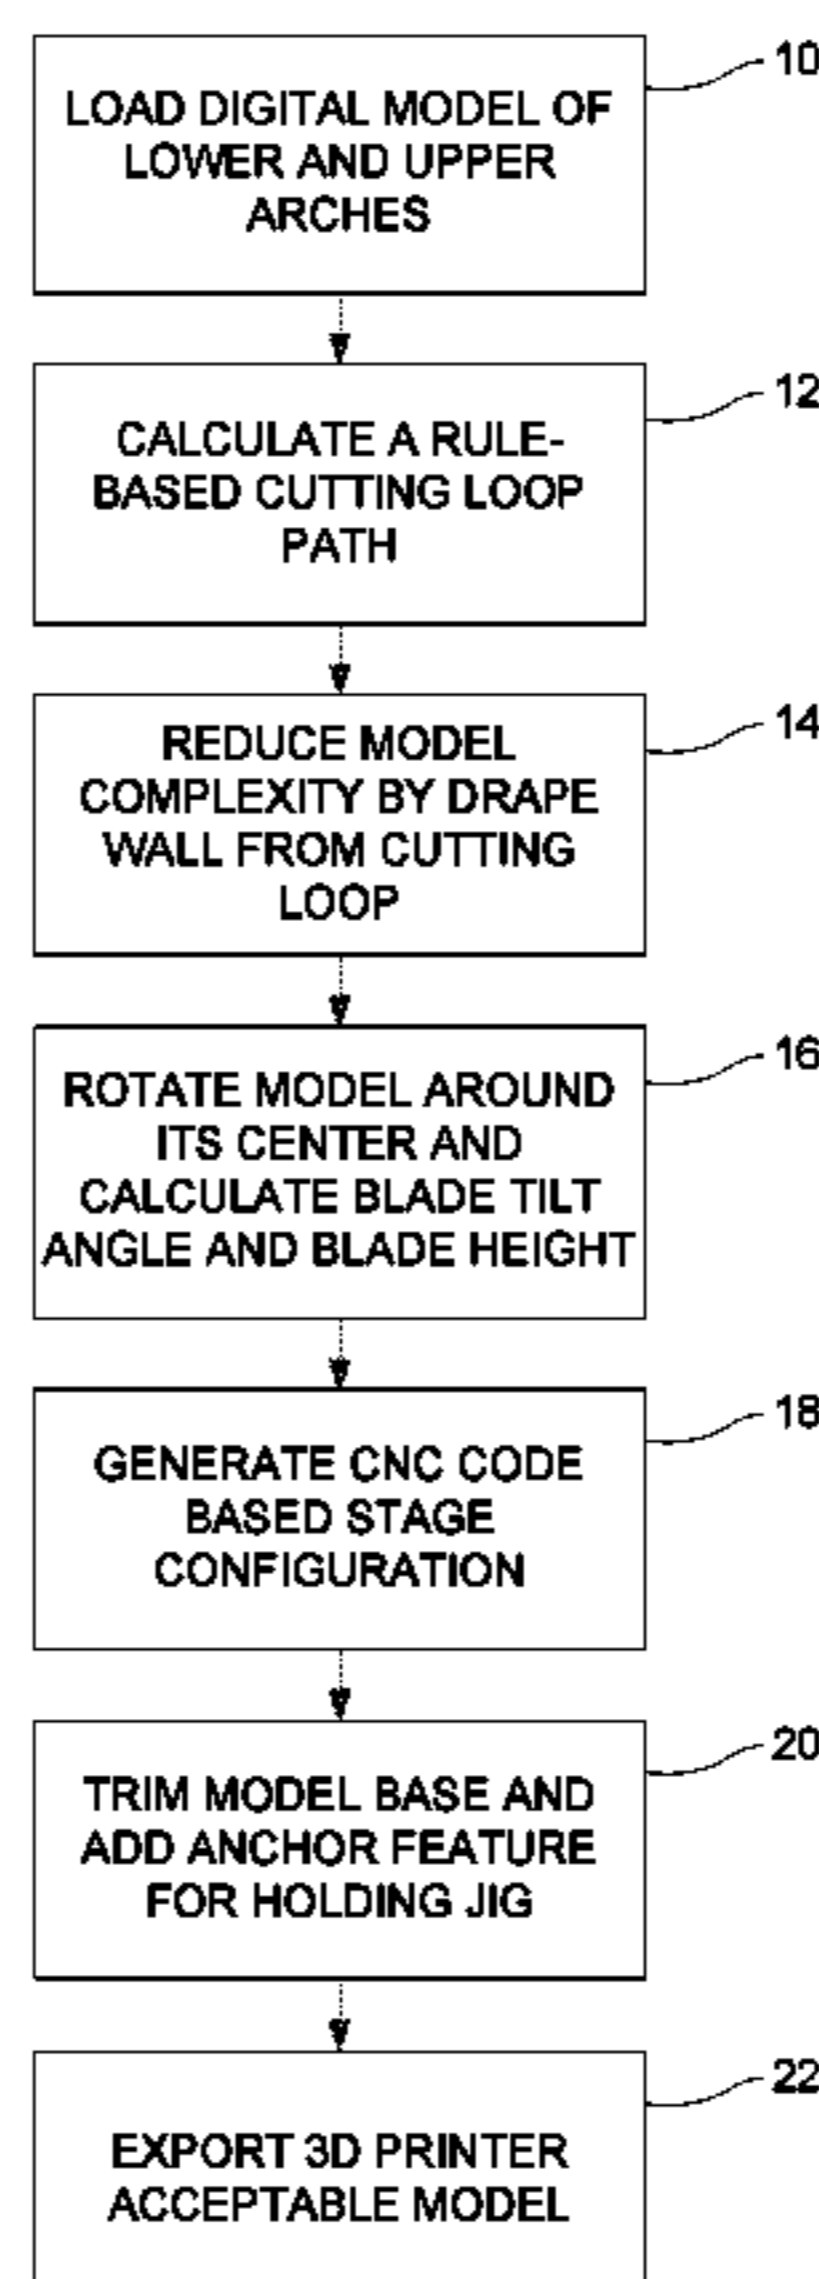 10
LOAD DIGITAL MODEL OF
LOWER AND UPPER
ARCHES
12
CALCULATE A RULE-
BASED CUTTING LOOP
PATH
14
REDUCE MODEL
COMPLEXITY BY DRAPE
WALL FROM CUTTING
LOOP
16
ROTATE MODEL AROUND
ITS CENTER AND
CALCULATE BLADE TILT
ANGLE AND BLADE HEIGHT
18
GENERATE CNC CODE
BASED STAGE
CONFIGURATION
20
TRIM MODEL BASE AND
ADD ANCHOR FEATURE
FOR HOLDING JIG
22
EXPORT 3D PRINTER
ACCEPTABLE MODEL